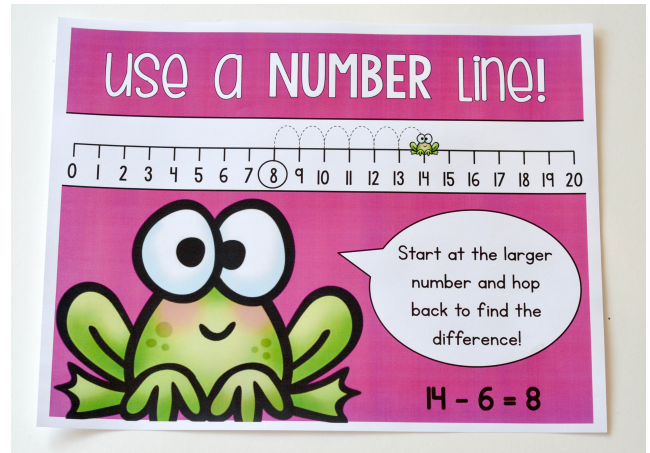 USE a NUMBER LINE!
0 1 2 3 4 5 6 7 8 9 10 11 12 13 14 15 16 17 18 19 20
Start at the larger
number and hop
back to find the
difference!
14 - 6 = 8